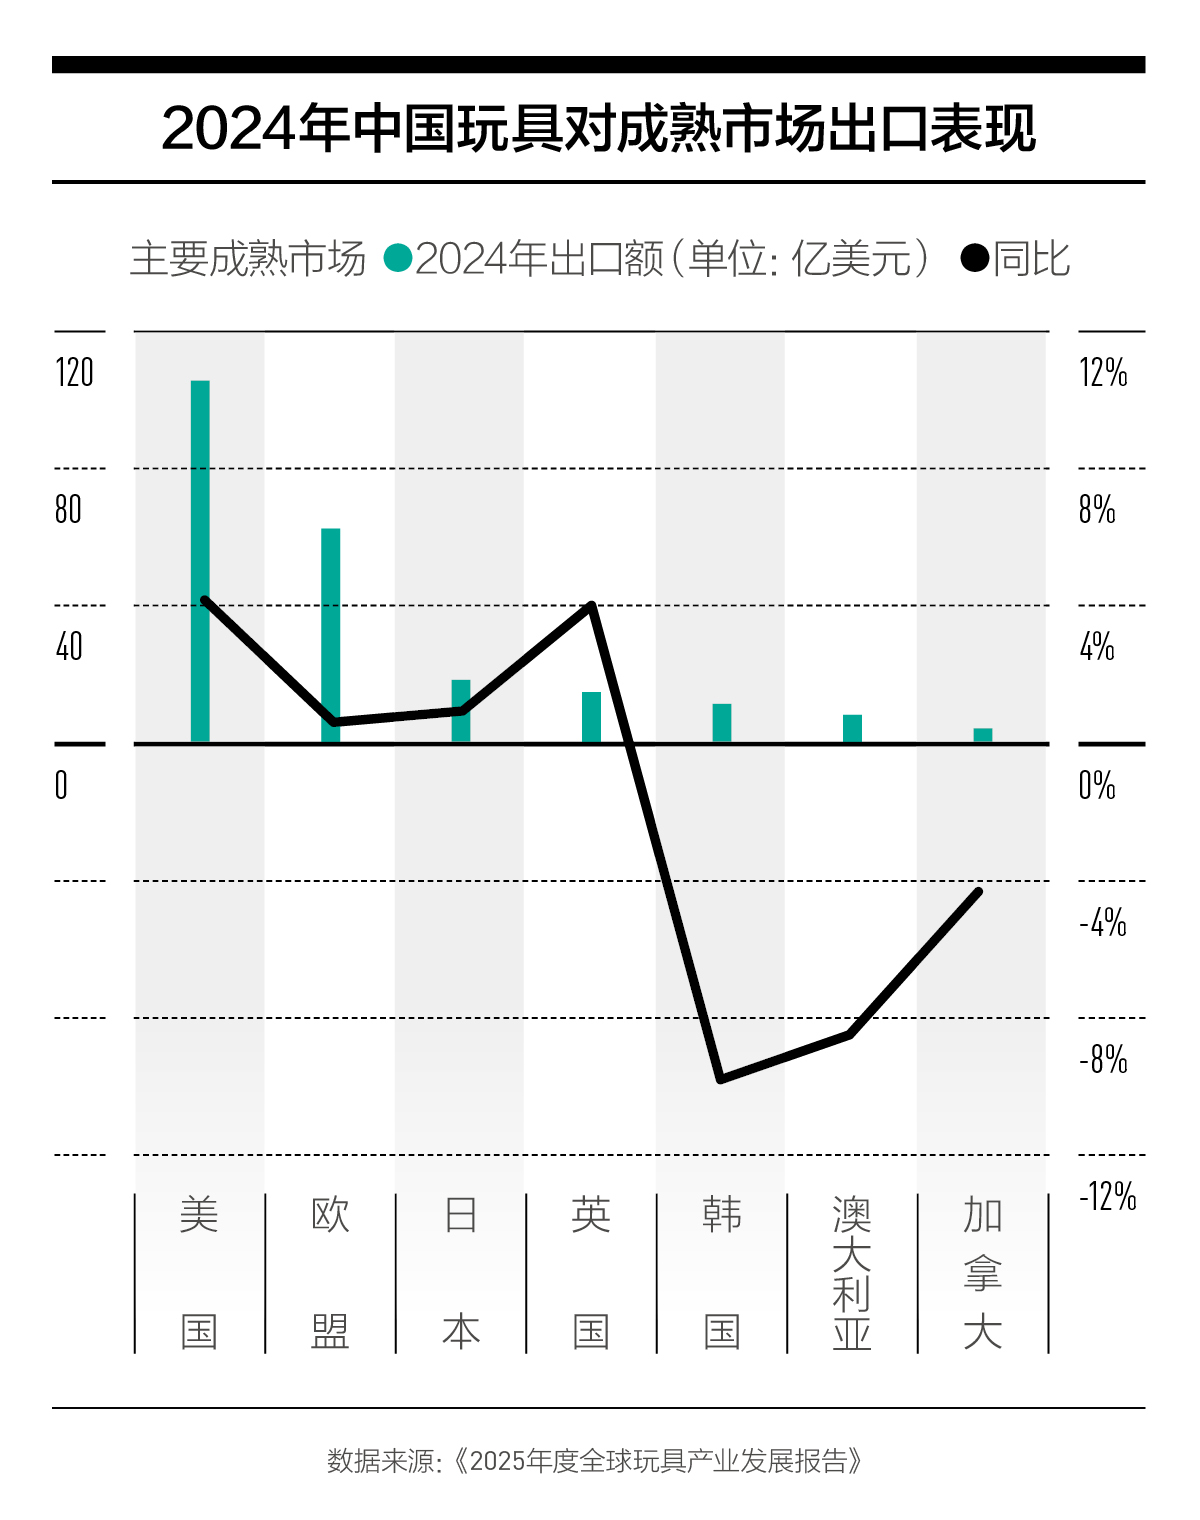 2024年中国玩具对成熟市场出口表现
主要成熟市场 ●2024年出口额(单位: 亿美元) ●同比
120 12%
80 8%
40 4%
0 0%
-4%
-8%
-12%
美国
欧盟
日本
英国
韩国
澳大利亚
加拿大
数据来源:《2025年度全球玩具产业发展报告》